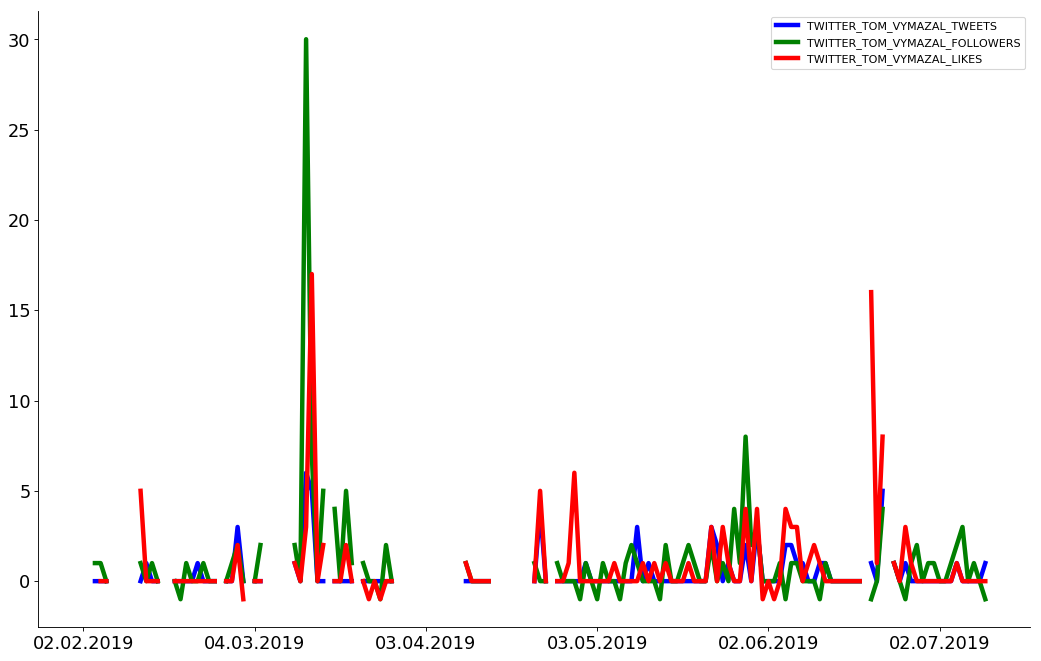 TWITTER_TOM_VYMAZAL_TWEETS
TWITTER_TOM_VYMAZAL_FOLLOWERS
TWITTER_TOM_VYMAZAL_LIKES
30
25
20
15
10
5
0
02.02.2019 04.03.2019 03.04.2019 03.05.2019 02.06.2019 02.07.2019